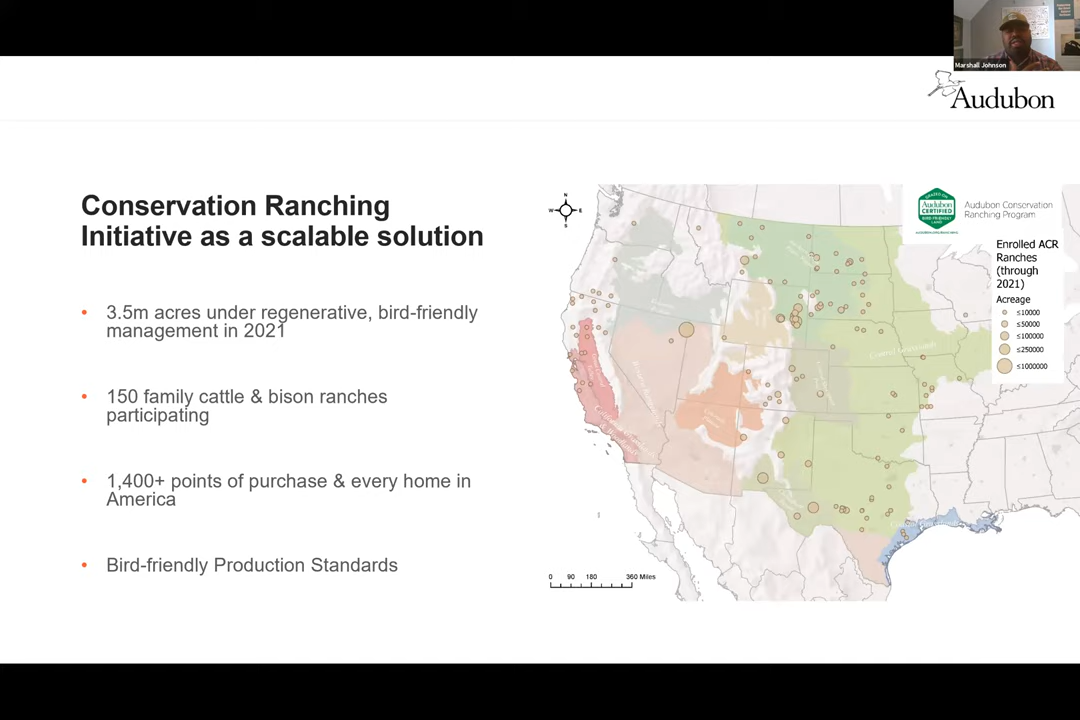 Marshall Johnson
Audubon
Conservation Ranching
Initiative as a scalable solution
• 3.5m acres under regenerative, bird-friendly
management in 2021
• 150 family cattle & bison ranches
participating
• 1,400+ points of purchase & every home in
America
• Bird-friendly Production Standards
N
W
E
S
Audubon
CERTIFIED
BIRD-FRIENDLY
LAND
Audubon Conservation
Ranching Program
Enrolled ACR
Ranches
(through
2021)
Acreage
≤10000
≤50000
≤100000
≤250000
≤1000000
0 90 180 360 Miles